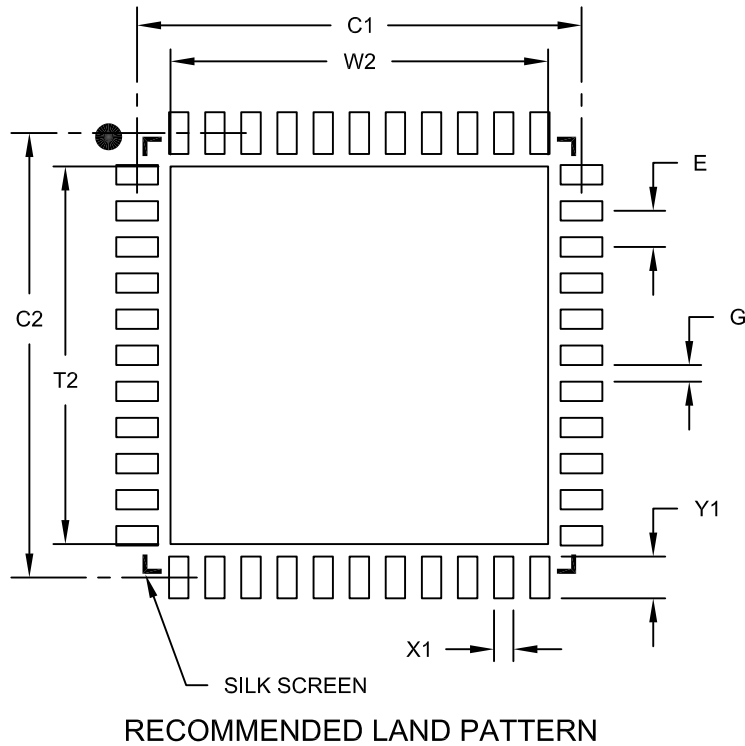 C1
W2
E
G
C2
T2
Y1
X1
SILK SCREEN
RECOMMENDED LAND PATTERN